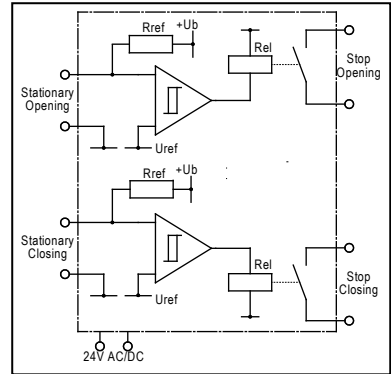 Rref
+Ub
Rel
Stationary
Opening
Stop
Opening
Uref
Rref
+Ub
Stationary
Closing
Rel
Stop
Closing
Uref
24V AC/DC